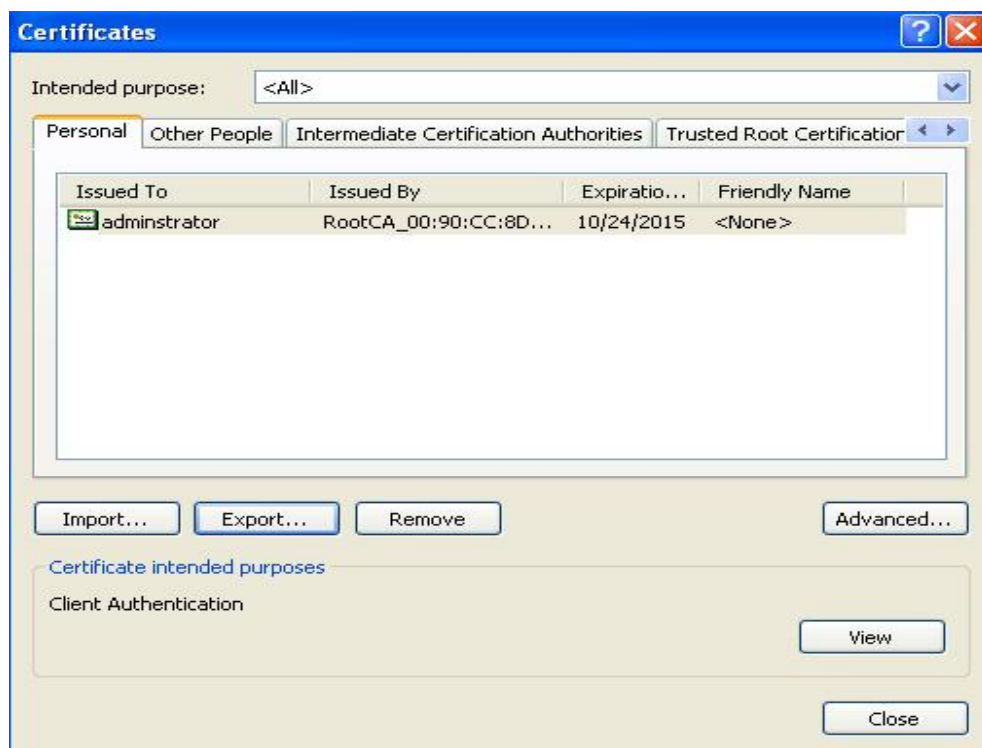 Certificates
Intended purpose: <All>
Personal Other People Intermediate Certification Authorities Trusted Root Certification
Issued To Issued By Expiratio... Friendly Name
adminstrator RootCA_00:90:CC:8D... 10/24/2015 <None>
Import... Export... Remove Advanced...
Certificate intended purposes
Client Authentication
View
Close